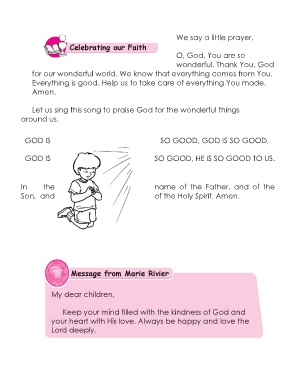 We say a little prayer,
Celebrating our Faith
O, God, You are so
wonderful. Thank You, God
for our wonderful world. We know that everything comes from You.
Everything is good. Help us to take care of everything You made.
Amen.
Let us sing this song to praise God for the wonderful things
around us.
GOD IS SO GOOD, GOD IS SO GOOD,
GOD IS SO GOOD, HE IS SO GOOD TO US.
In the name of the Father, and of the
Son, and of the Holy Spirit. Amen.
Message from Marie Rivier
My dear children,
Keep your mind filled with the kindness of God and
your heart with His love. Always be happy and love the
Lord deeply.